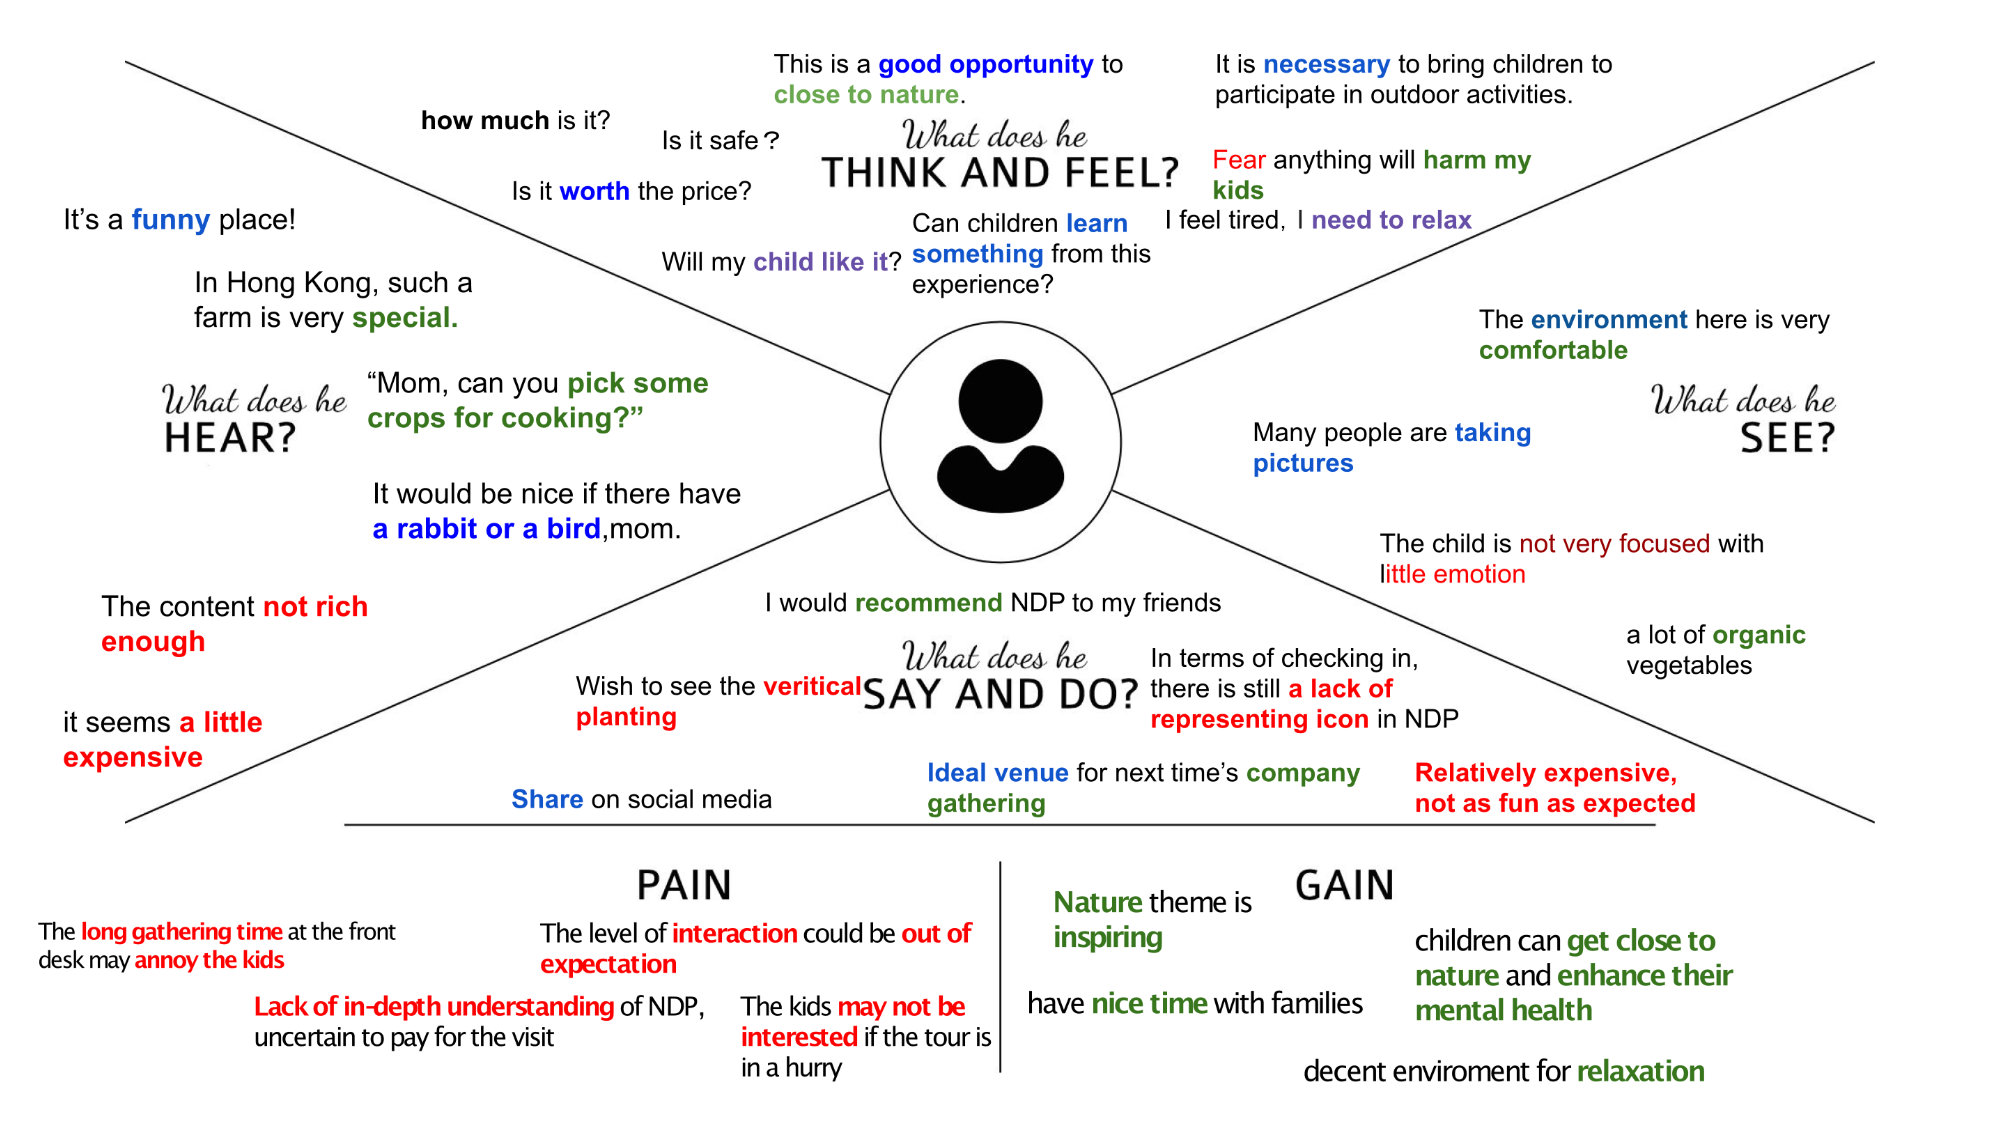 This is a good opportunity to
close to nature.
It is necessary to bring children to
participate in outdoor activities.
how much is it?
Is it safe？
What does he
THINK AND FEEL?
Fear anything will harm my
kids
Is it worth the price?
I feel tired, I need to relax
Can children learn
something from this
experience?
Will my child like it?
It's a funny place!
In Hong Kong, such a
farm is very special.
What does he
HEAR?
“Mom, can you pick some
crops for cooking?”
It would be nice if there have
a rabbit or a bird,mom.
The content not rich
enough
it seems a little
expensive
The environment here is very
comfortable
What does he
SEE?
Many people are taking
pictures
The child is not very focused with
little emotion
a lot of organic
vegetables
I would recommend NDP to my friends
What does he
SAY AND DO?
Wish to see the veritical
planting
In terms of checking in,
there is still a lack of
representing icon in NDP
Share on social media
Ideal venue for next time's company
gathering
Relatively expensive,
not as fun as expected
PAIN
The long gathering time at the front
desk may annoy the kids
The level of interaction could be out of
expectation
Lack of in-depth understanding of NDP,
uncertain to pay for the visit
The kids may not be
interested if the tour is
in a hurry
GAIN
Nature theme is
inspiring
children can get close to
nature and enhance their
mental health
have nice time with families
decent enviroment for relaxation